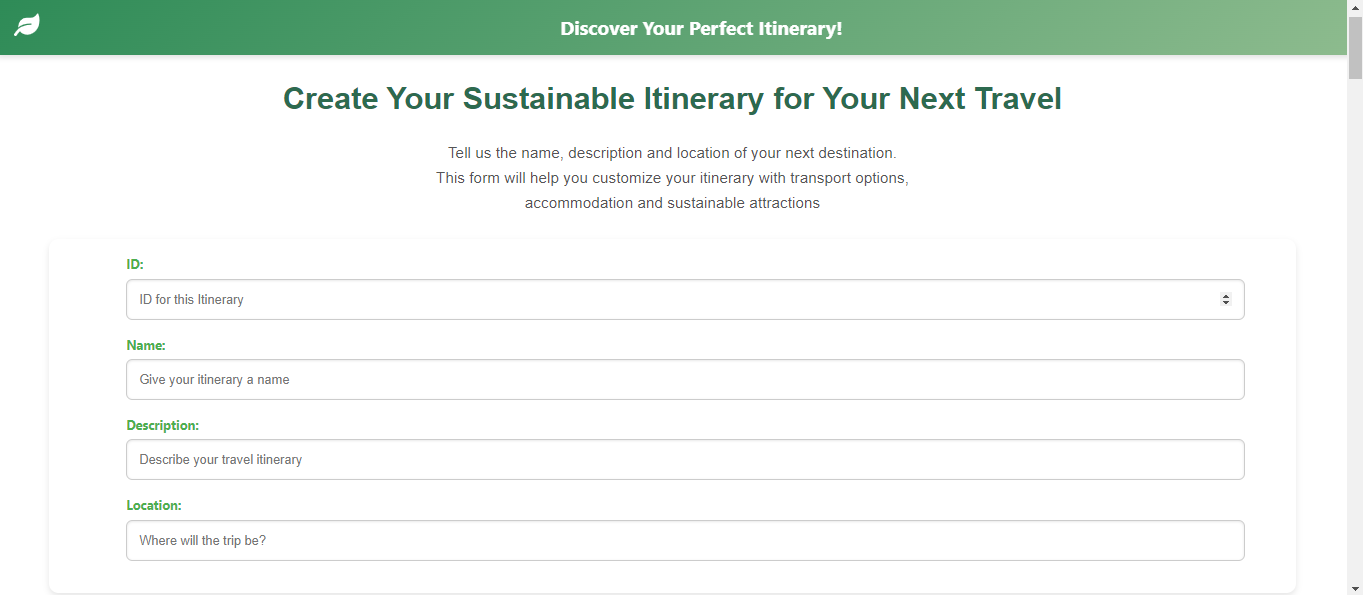 Discover Your Perfect Itinerary!
Create Your Sustainable Itinerary for Your Next Travel
Tell us the name, description and location of your next destination.
This form will help you customize your itinerary with transport options,
accommodation and sustainable attractions
ID:
ID for this Itinerary
Name:
Give your itinerary a name
Description:
Describe your travel itinerary
Location:
Where will the trip be?